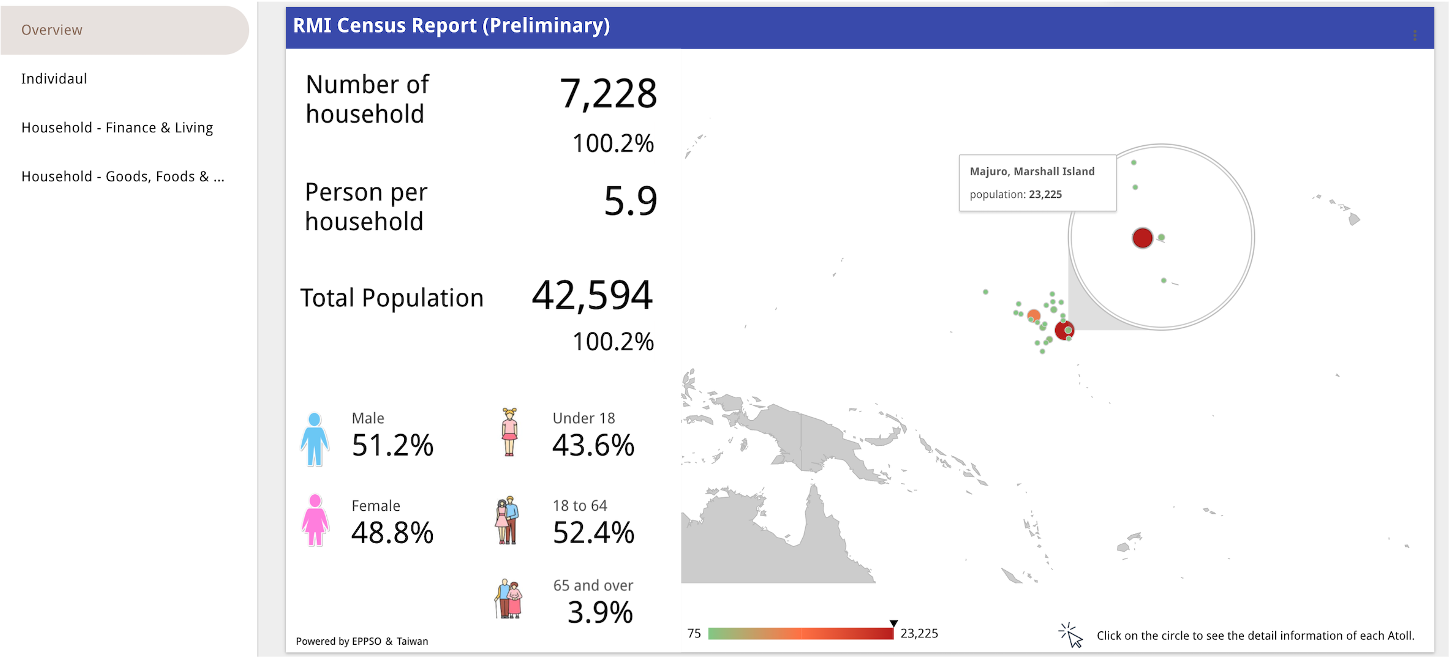 Overview
Individaul
Household - Finance & Living
Household - Goods, Foods & ...
RMI Census Report (Preliminary)
Number of
household
7,228
100.2%
Person per
household
5.9
Total Population
42,594
100.2%
Male
51.2%
Under 18
43.6%
Female
48.8%
18 to 64
52.4%
65 and over
3.9%
Powered by EPPSO & Taiwan
Majuro, Marshall Island
population: 23,225
75
23,225
Click on the circle to see the detail information of each Atoll.